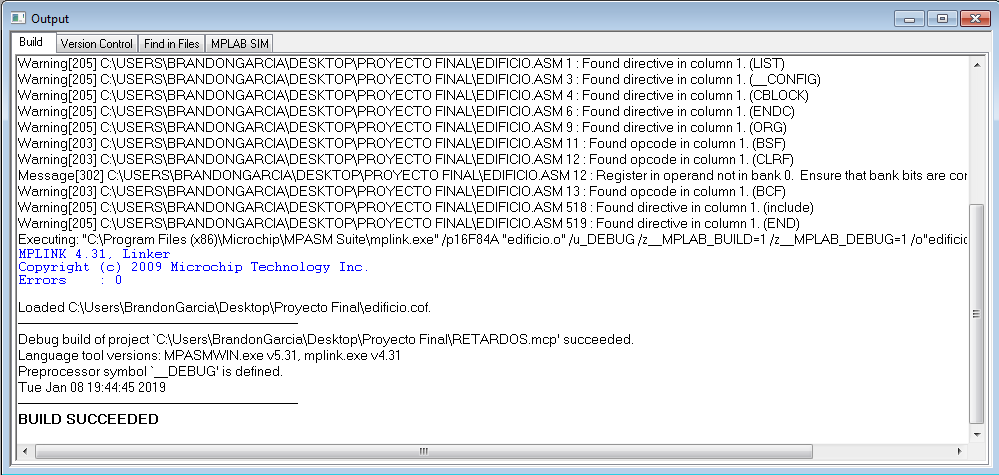 Output
Build Version Control Find in Files MPLAB SIM
Warning[205] C:\USERS\BRANDONGARCIA\DESKTOP\PROYECTO FINAL\EDIFICIO.ASM 1 : Found directive in column 1. (LIST)
Warning[205] C:\USERS\BRANDONGARCIA\DESKTOP\PROYECTO FINAL\EDIFICIO.ASM 3 : Found directive in column 1. (__CONFIG)
Warning[205] C:\USERS\BRANDONGARCIA\DESKTOP\PROYECTO FINAL\EDIFICIO.ASM 4 : Found directive in column 1. (CBLOCK)
Warning[205] C:\USERS\BRANDONGARCIA\DESKTOP\PROYECTO FINAL\EDIFICIO.ASM 6 : Found directive in column 1. (ENDC)
Warning[205] C:\USERS\BRANDONGARCIA\DESKTOP\PROYECTO FINAL\EDIFICIO.ASM 9 : Found directive in column 1. (ORG)
Warning[203] C:\USERS\BRANDONGARCIA\DESKTOP\PROYECTO FINAL\EDIFICIO.ASM 11 : Found opcode in column 1. (BSF)
Warning[203] C:\USERS\BRANDONGARCIA\DESKTOP\PROYECTO FINAL\EDIFICIO.ASM 12 : Found opcode in column 1. (CLRF)
Message[302] C:\USERS\BRANDONGARCIA\DESKTOP\PROYECTO FINAL\EDIFICIO.ASM 12 : Register in operand not in bank 0.  Ensure that bank bits are cor
Warning[203] C:\USERS\BRANDONGARCIA\DESKTOP\PROYECTO FINAL\EDIFICIO.ASM 13 : Found opcode in column 1. (BCF)
Warning[205] C:\USERS\BRANDONGARCIA\DESKTOP\PROYECTO FINAL\EDIFICIO.ASM 518 : Found directive in column 1. (include)
Warning[205] C:\USERS\BRANDONGARCIA\DESKTOP\PROYECTO FINAL\EDIFICIO.ASM 519 : Found directive in column 1. (END)
Executing: "C:\Program Files (x86)\Microchip\MPASM Suite\mplink.exe" /p16F84A "edificio.o" /u_DEBUG /z__MPLAB_BUILD=1 /z__MPLAB_DEBUG=1 /o"edificio
MPLINK 4.31, Linker
Copyright (c) 2009 Microchip Technology Inc.
Errors    : 0
Loaded C:\Users\BrandonGarcia\Desktop\Proyecto Final\edificio.cof.
Debug build of project `C:\Users\BrandonGarcia\Desktop\Proyecto Final\RETARDOS.mcp' succeeded.
Language tool versions: MPASMWIN.exe v5.31, mplink.exe v4.31
Preprocessor symbol `__DEBUG' is defined.
Tue Jan 08 19:44:45 2019
BUILD SUCCEEDED